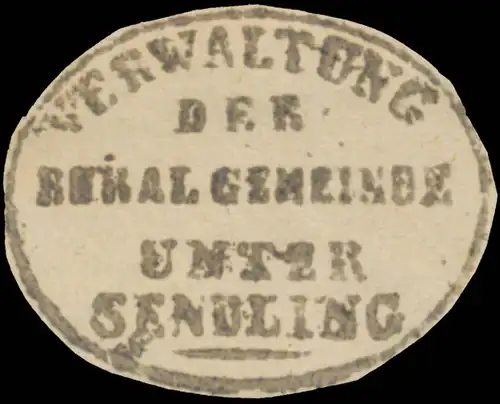 VERWALTUNG
DER
RURAL GEMEINDE
UNTER
SENDLING